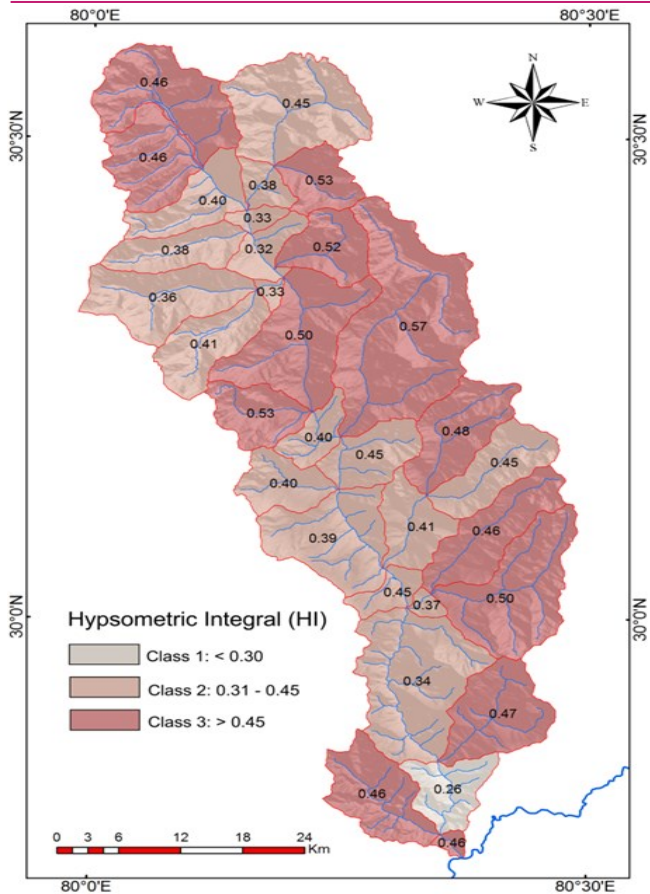 80°0'E 80°30'E
N
W E
S
30°30'N 30°30'N
0.46
0.45
0.46
0.53
0.38
0.40
0.33
0.52
0.38 0.32
0.36 0.33
0.57
0.50
0.41
0.53
0.48
0.40
0.45 0.45
0.40
0.41 0.46
0.39
0.45 0.37 0.50
30°0'N 30°0'N
Hypsometric Integral (HI)
Class 1: < 0.30
Class 2: 0.31 - 0.45
Class 3: > 0.45
0.34
0.47
0.46 0.26
0.46
0 3 6 12 18 24
Km
80°0'E 80°30'E